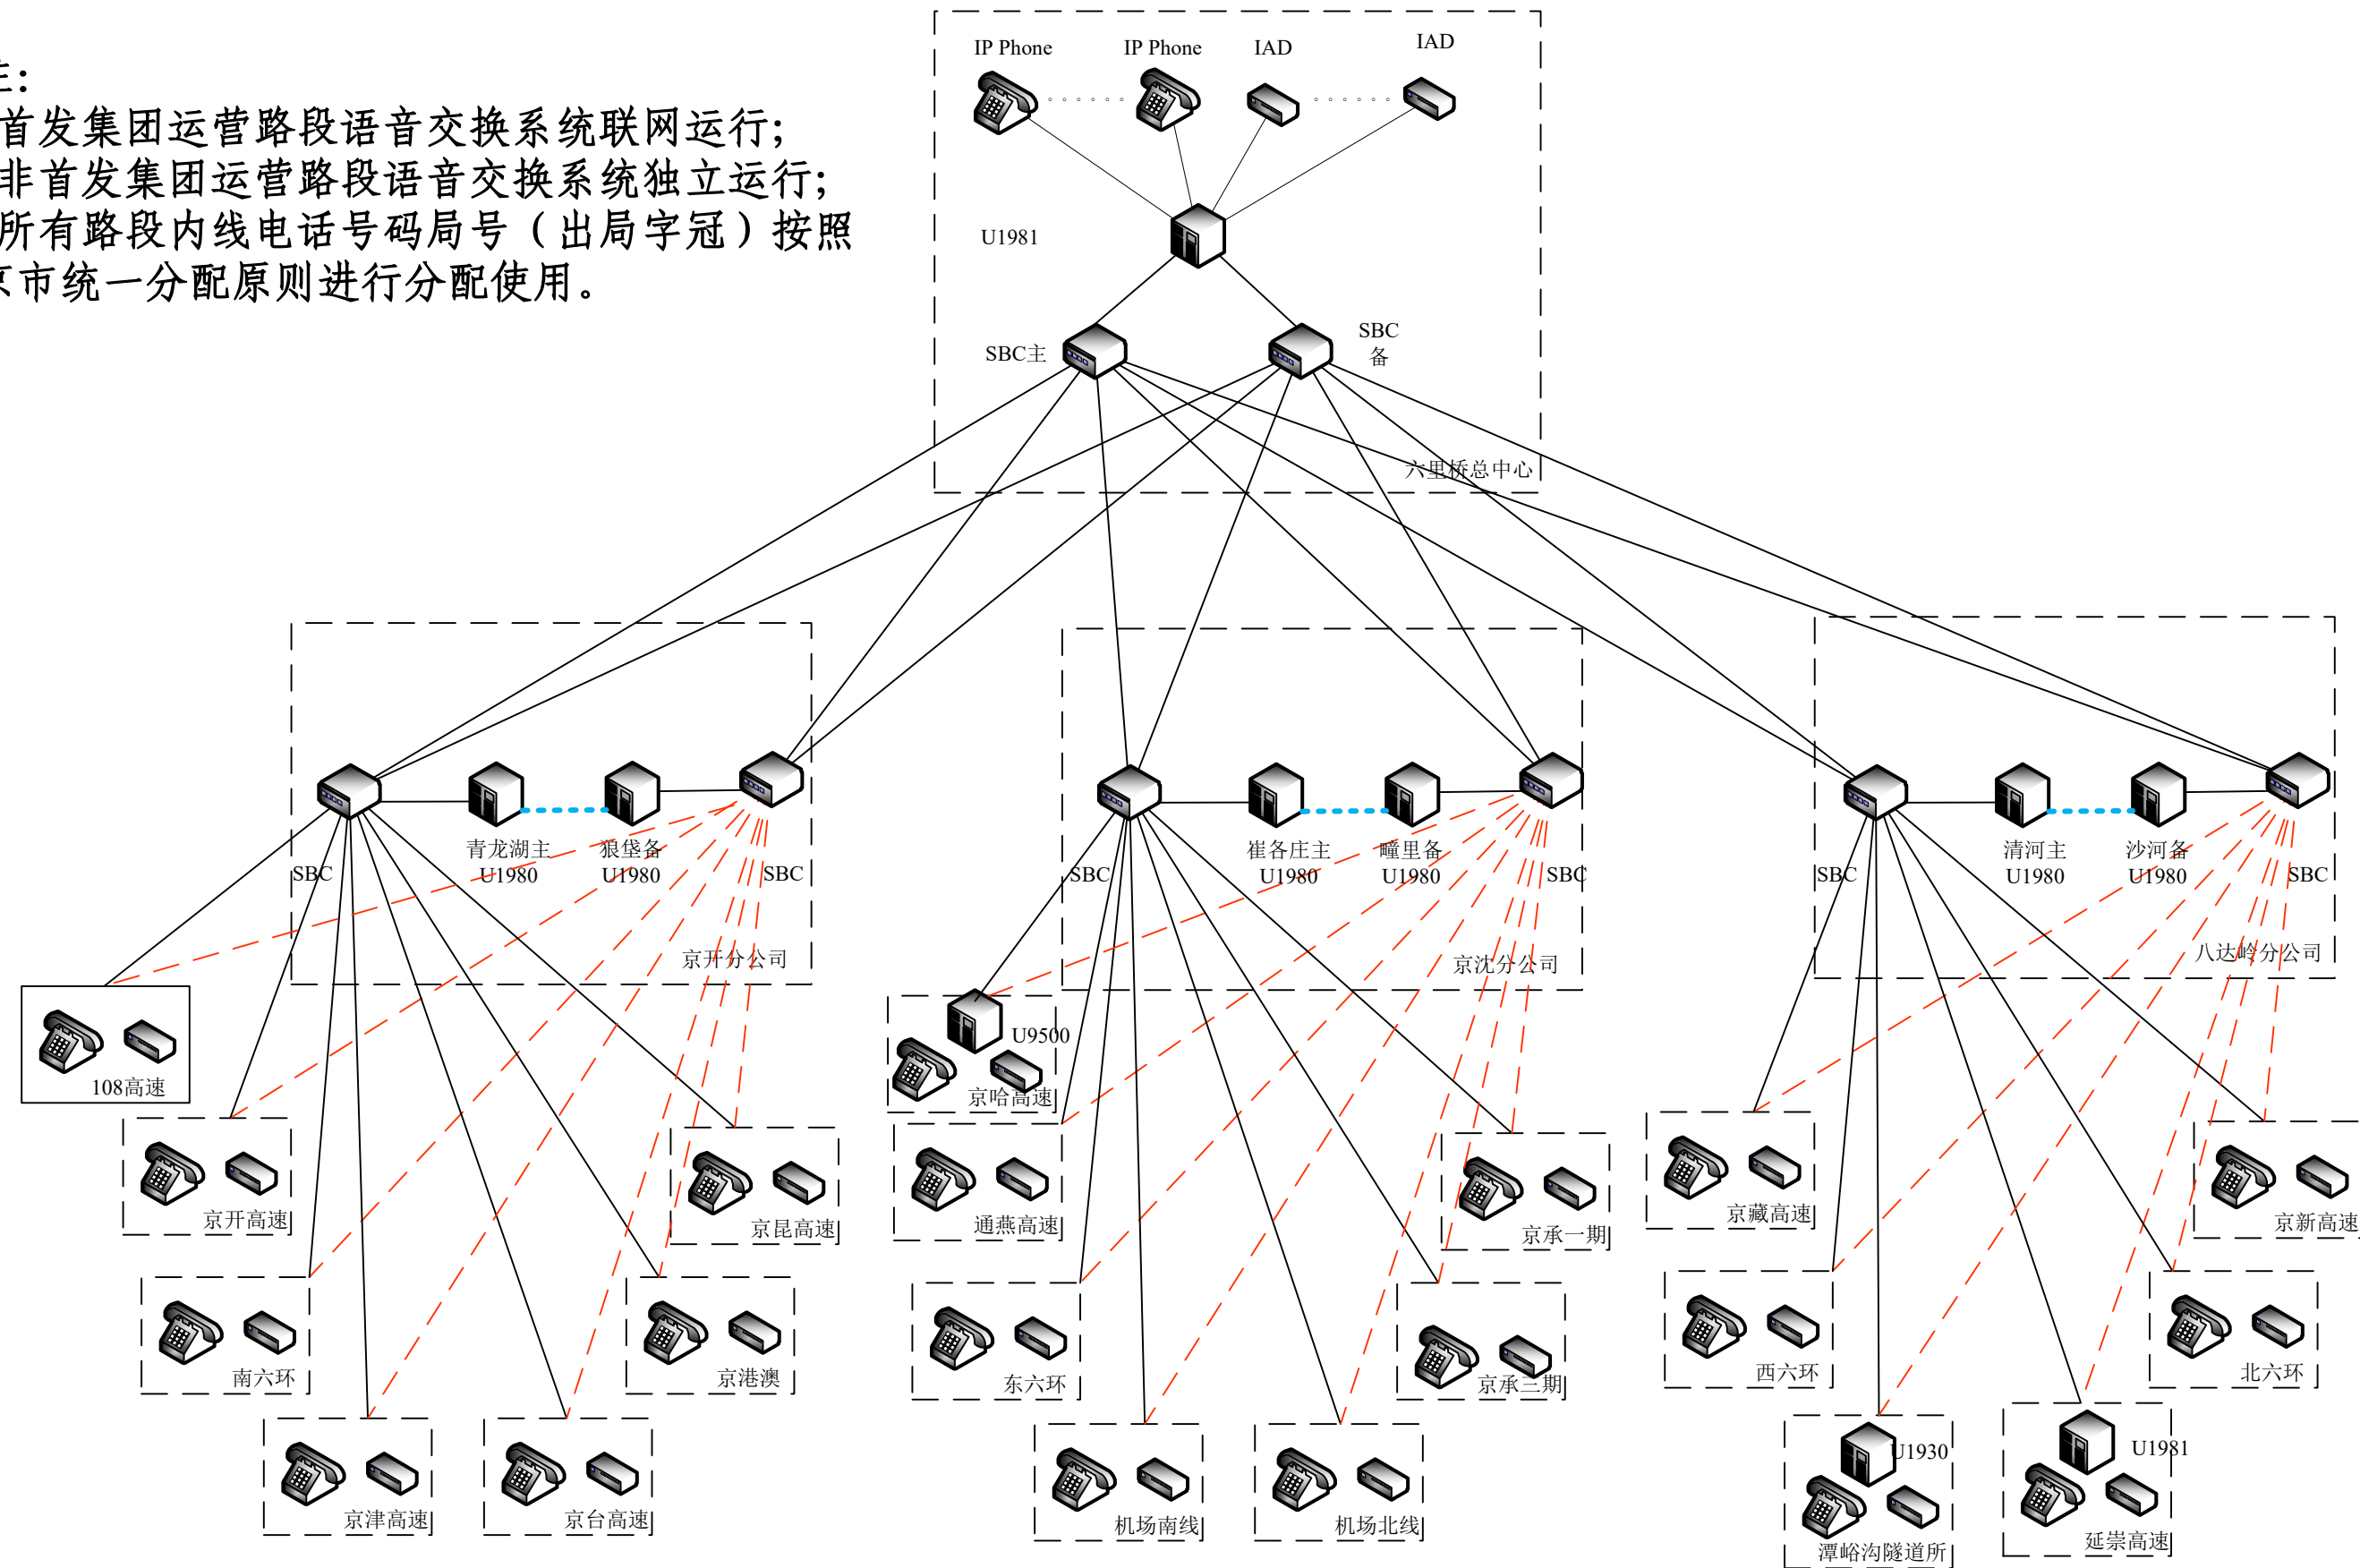 注：
首发集团运营路段语音交换系统联网运行；
非首发集团运营路段语音交换系统独立运行；
所有路段内线电话号码局号（出局字冠）按照
京市统一分配原则进行分配使用。
IP Phone
IP Phone
IAD
IAD
U1981
SBC主
SBC
备
六里桥总中心
SBC
青龙湖主
U1980
狼垡备
U1980
SBC
京开分公司
SBC
崔各庄主
U1980
疃里备
U1980
SBC
京沈分公司
SBC
清河主
U1980
沙河备
U1980
SBC
八达岭分公司
108高速
京开高速
南六环
京津高速
京台高速
京港澳
京昆高速
U9500
京哈高速
通燕高速
东六环
机场南线
机场北线
京承三期
京承一期
京藏高速
西六环
U1930
潭峪沟隧道所
U1981
延崇高速
北六环
京新高速